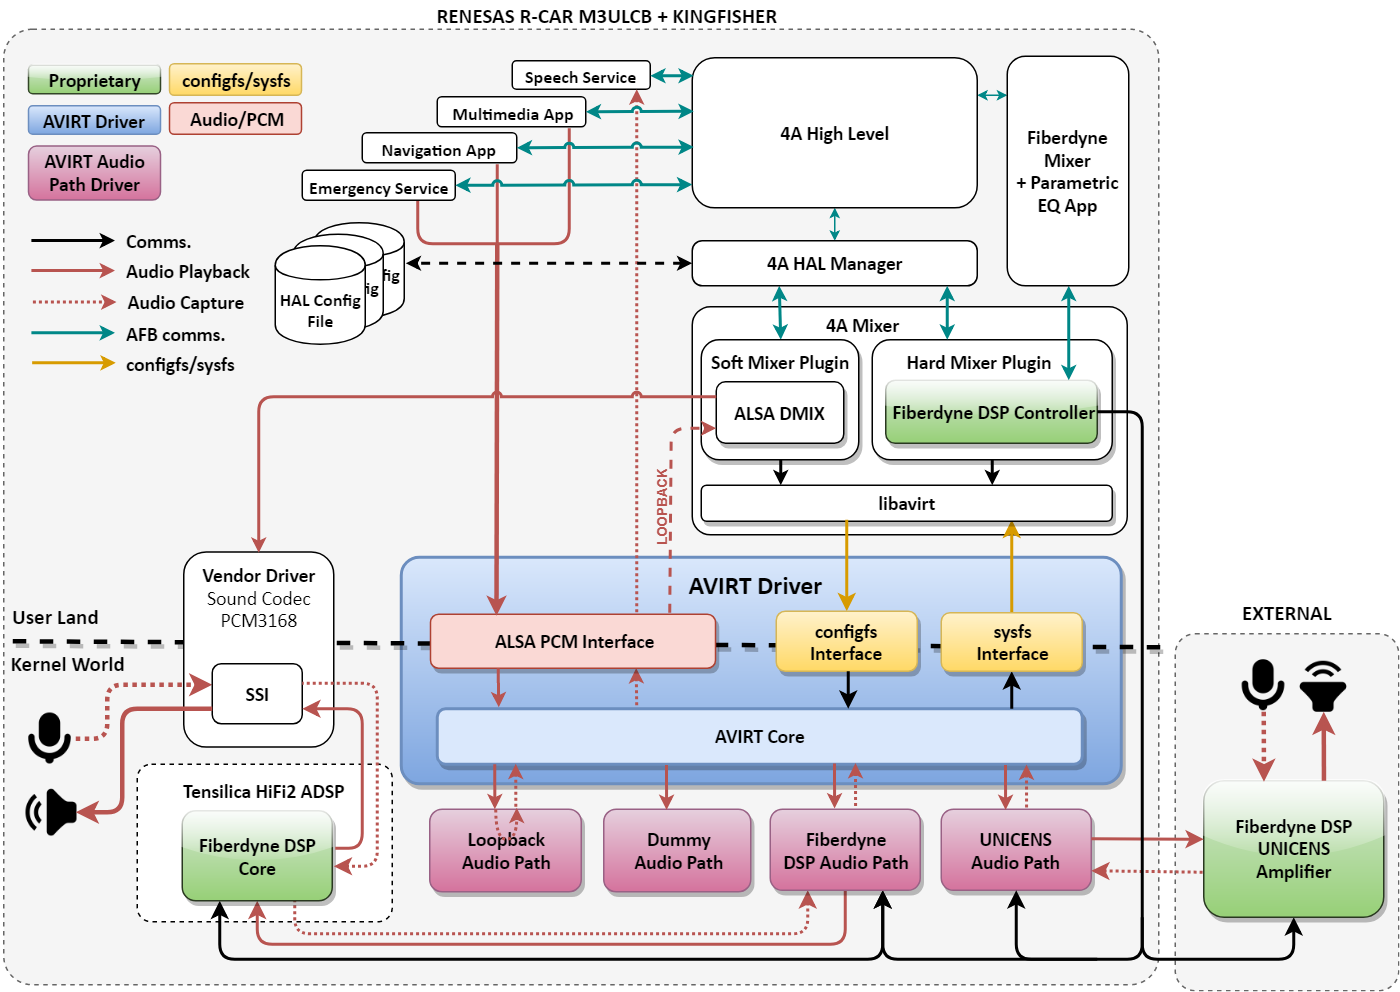 RENESAS R-CAR M3ULCB + KINGFISHER
Proprietary
configfs/sysfs
AVIRT Driver
Audio/PCM
AVIRT Audio
Path Driver
Comms.
Audio Playback
Audio Capture
AFB comms.
configfs/sysfs
Speech Service
Multimedia App
Navigation App
Emergency Service
4A High Level
Fiberdyne
Mixer
+ Parametric
EQ App
HAL Config
File
ig
fig
4A HAL Manager
4A Mixer
Soft Mixer Plugin
ALSA DMIX
Hard Mixer Plugin
Fiberdyne DSP Controller
libavirt
LOOPBACK
Vendor Driver
Sound Codec
PCM3168
SSI
User Land
Kernel World
AVIRT Driver
ALSA PCM Interface
configfs
Interface
sysfs
Interface
AVIRT Core
Tensilica HiFi2 ADSP
Fiberdyne DSP
Core
Loopback
Audio Path
Dummy
Audio Path
Fiberdyne
DSP Audio Path
UNICENS
Audio Path
EXTERNAL
Fiberdyne DSP
UNICENS
Amplifier